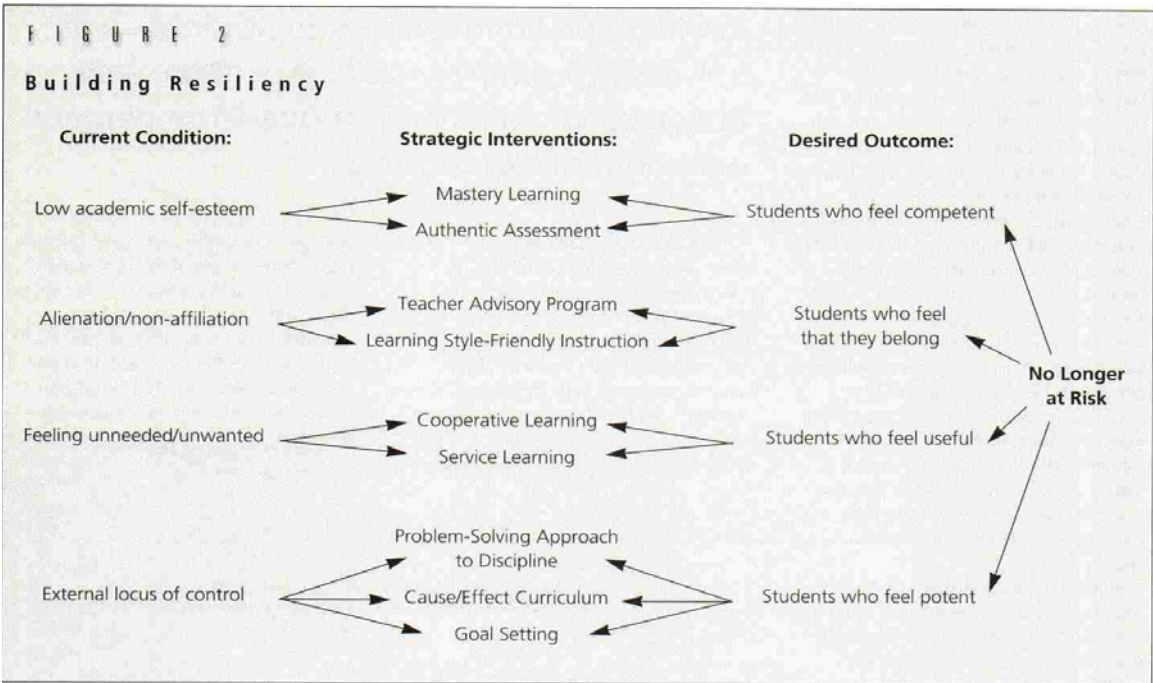 FIGURE 2
Building Resiliency
Current Condition:
Strategic Interventions:
Desired Outcome:
Low academic self-esteem
Mastery Learning
Authentic Assessment
Students who feel competent
Alienation/non-affiliation
Teacher Advisory Program
Learning Style-Friendly Instruction
Students who feel
that they belong
No Longer
at Risk
Feeling unneeded/unwanted
Cooperative Learning
Service Learning
Students who feel useful
External locus of control
Problem-Solving Approach
to Discipline
Cause/Effect Curriculum
Goal Setting
Students who feel potent